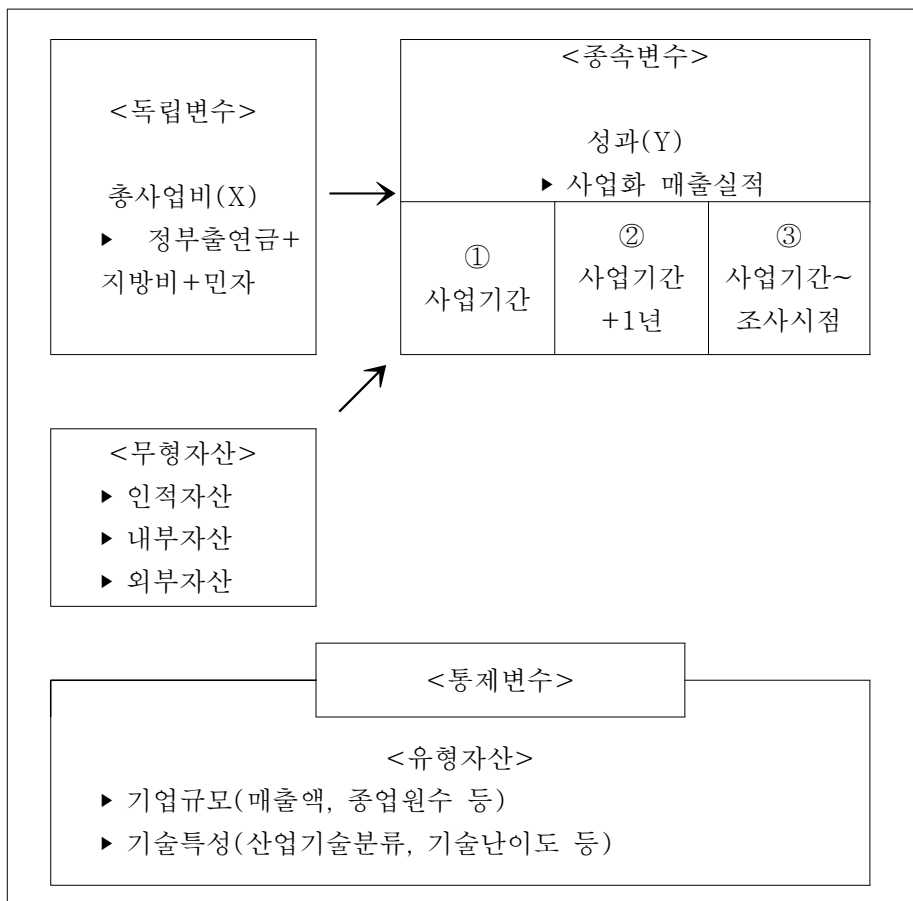 <독립변수>
총사업비(X)
▶ 정부출연금+
지방비+민자
<종속변수>
성과(Y)
▶ 사업화 매출실적
①
사업기간
②
사업기간
+1년
③
사업기간~
조사시점
<무형자산>
▶ 인적자산
▶ 내부자산
▶ 외부자산
<통제변수>
<유형자산>
▶ 기업규모(매출액, 종업원수 등)
▶ 기술특성(산업기술분류, 기술난이도 등)